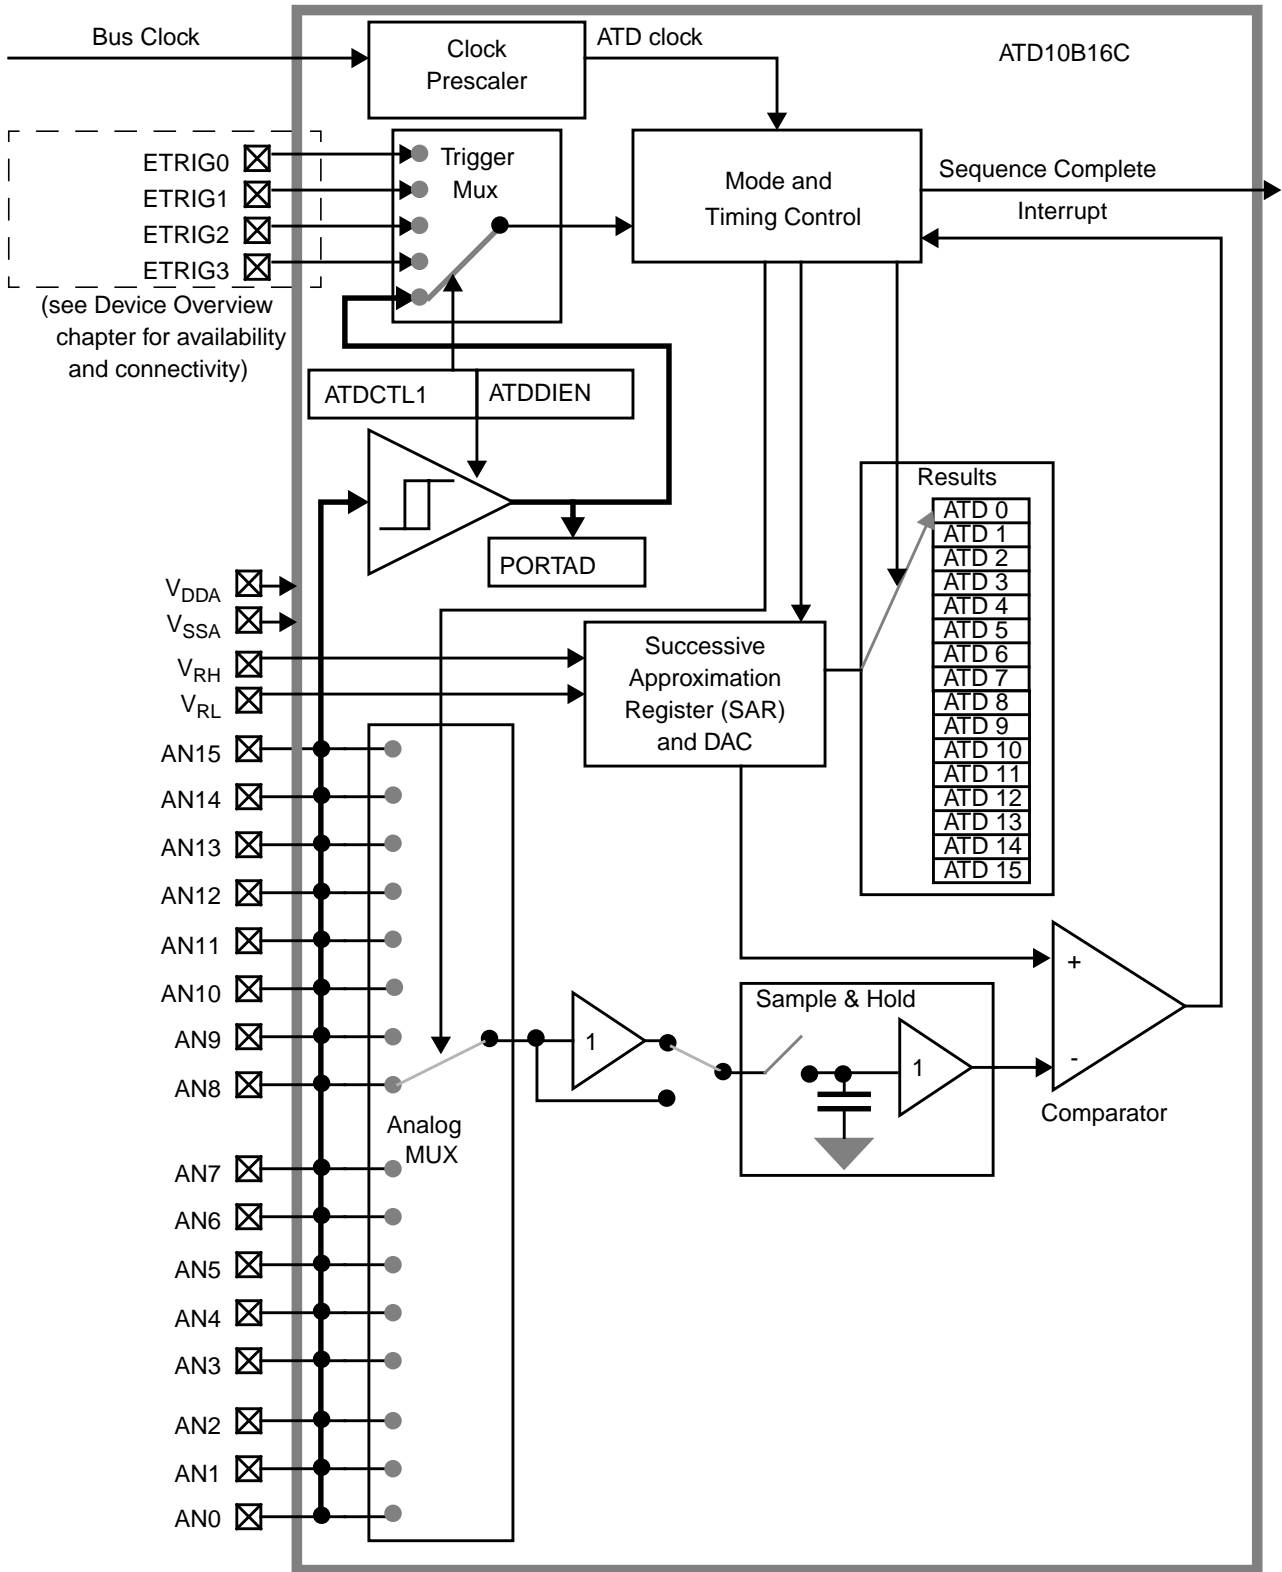 Bus Clock
Clock
Prescaler
ATD clock
ATD10B16C
ETRIG0
ETRIG1
ETRIG2
ETRIG3
(see Device Overview
chapter for availability
and connectivity)
Trigger
Mux
Mode and
Timing Control
Sequence Complete
Interrupt
ATDCTL1
ATDDIEN
PORTAD
Results
ATD 0
ATD 1
ATD 2
ATD 3
ATD 4
ATD 5
ATD 6
ATD 7
ATD 8
ATD 9
ATD 10
ATD 11
ATD 12
ATD 13
ATD 14
ATD 15
VDDA
VSSA
VRH
VRL
Successive
Approximation
Register (SAR)
and DAC
AN15
AN14
AN13
AN12
AN11
AN10
AN9
AN8
AN7
AN6
AN5
AN4
AN3
AN2
AN1
AN0
Analog
MUX
1
Sample & Hold
1
+
-
Comparator